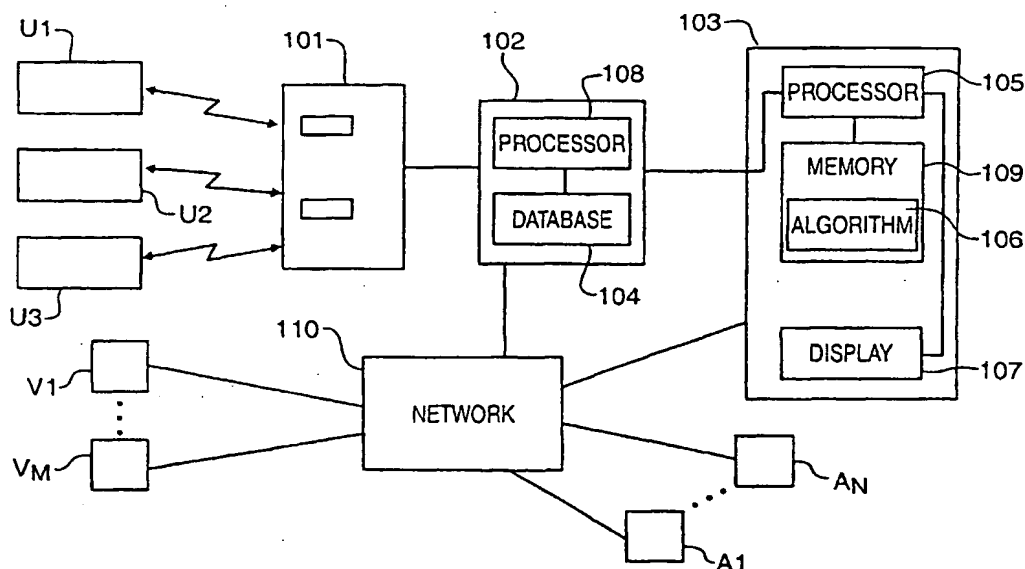 U1
101
102
103
108
105
PROCESSOR
PROCESSOR
MEMORY
109
U2
DATABASE
ALGORITHM
106
104
U3
110
V1
DISPLAY
107
NETWORK
VM
AN
A1